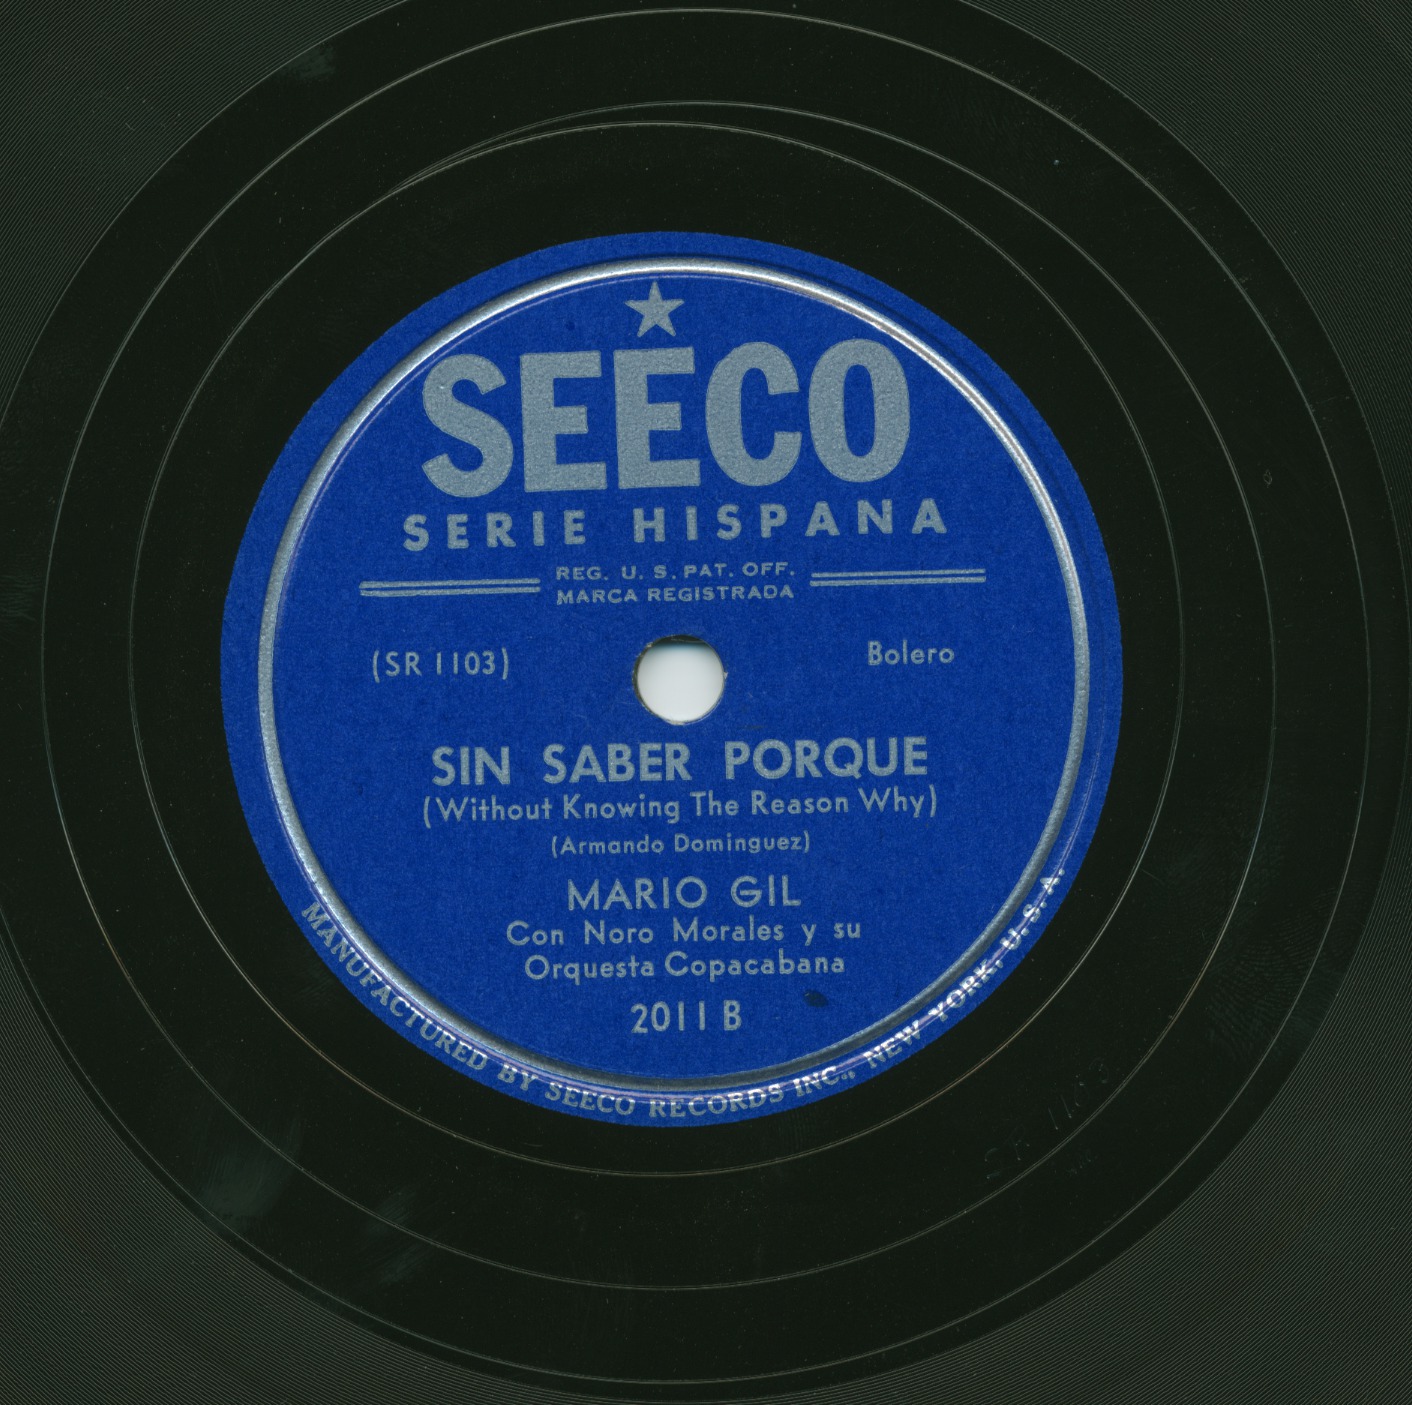 SEECO
SERIE HISPANA
REG. U. S. PAT. OFF.
MARCA REGISTRADA
(SR 1103)
Bolero
SIN SABER PORQUE
(Without Knowing The Reason Why)
(Armando Dominguez)
MARIO GIL
Con Noro Morales y su
Orquesta Copacabana
2011 B
MANUFACTURED BY SEECO RECORDS INC., NEW YORK, U. S. A.